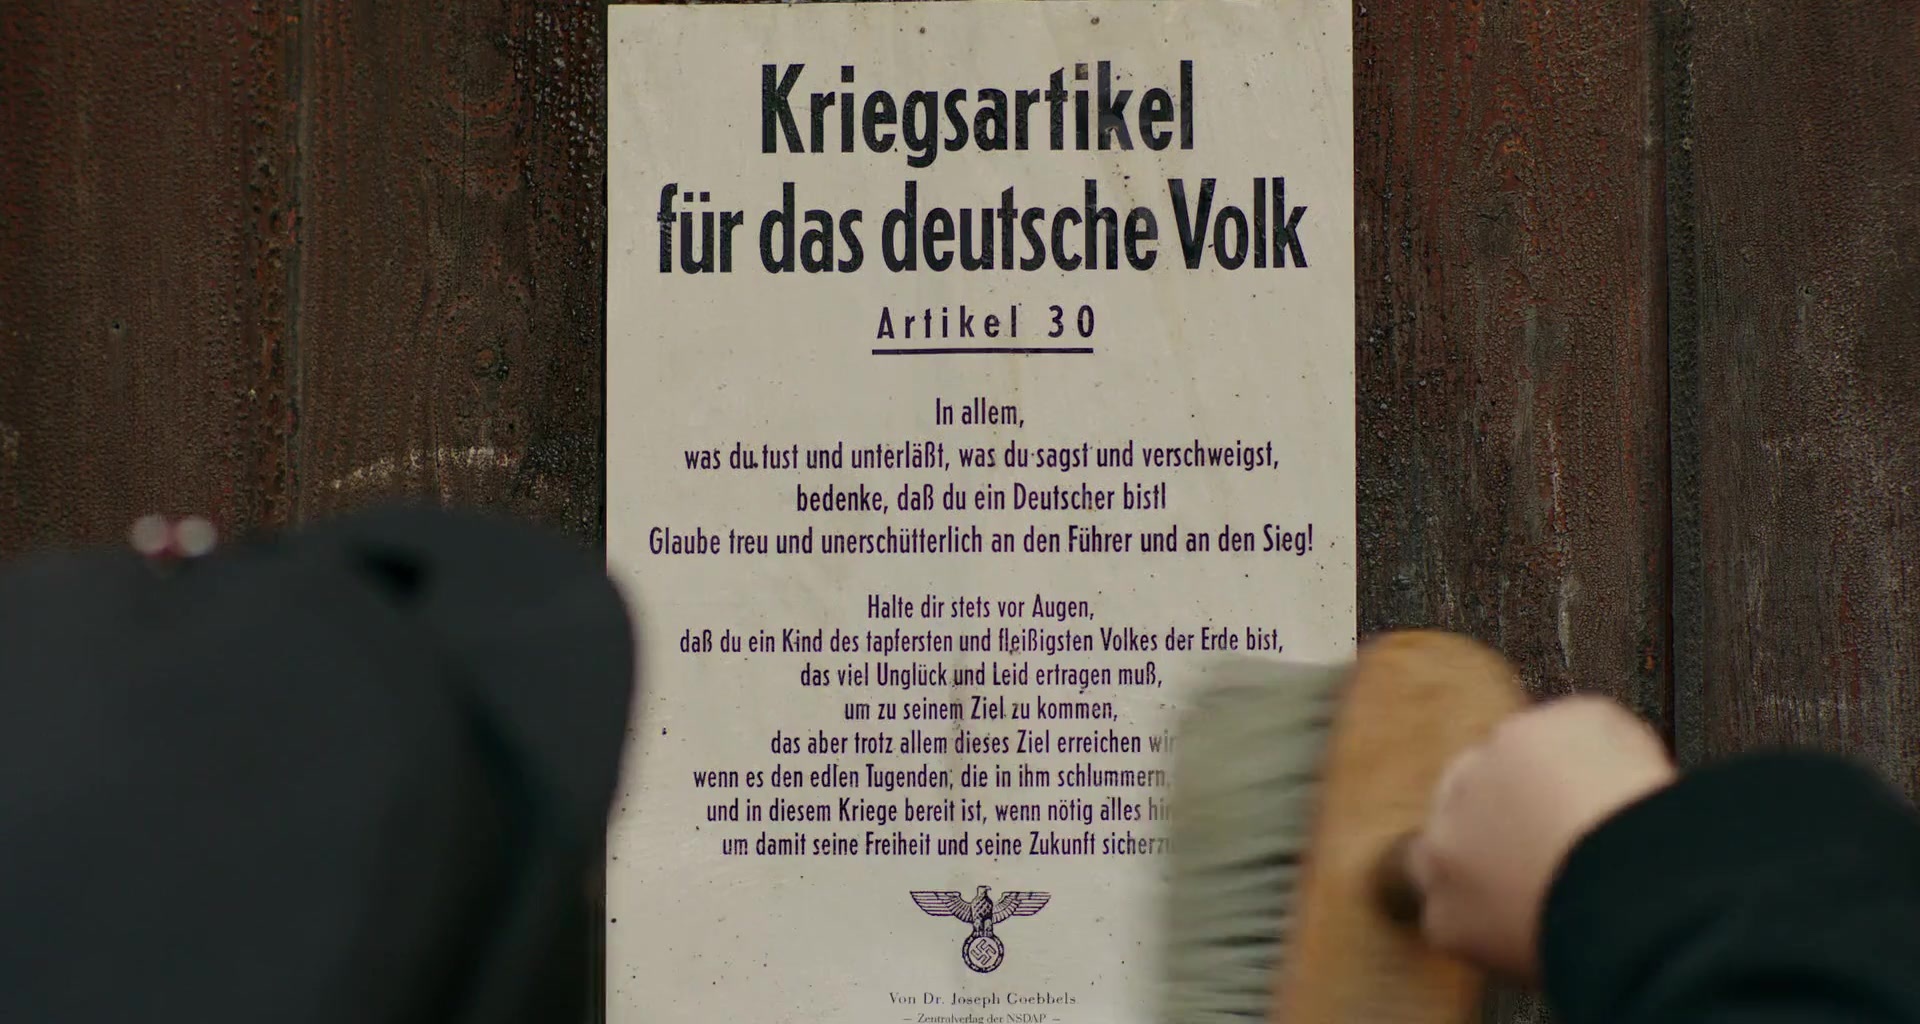 Kriegsartikel
für das deutsche Volk
Artikel 30
In allem,
was du tust und unterläßt, was du sagst und verschweigst,
bedenke, daß du ein Deutscher bist!
Glaube treu und unerschütterlich an den Führer und an den Sieg!
Halte dir stets vor Augen,
daß du ein Kind des tapfersten und fleißigsten Volkes der Erde bist,
das viel Unglück und Leid ertragen muß,
um zu seinem Ziel zu kommen,
das aber trotz allem dieses Ziel erreichen
wenn es den edlen Tugenden, die in ihm schlummern,
und in diesem Kriege bereit ist, wenn nötig alles
um damit seine Freiheit und seine Zukunft
Von Dr. Joseph Goebbels
— Zentralverlag der NSDAP —